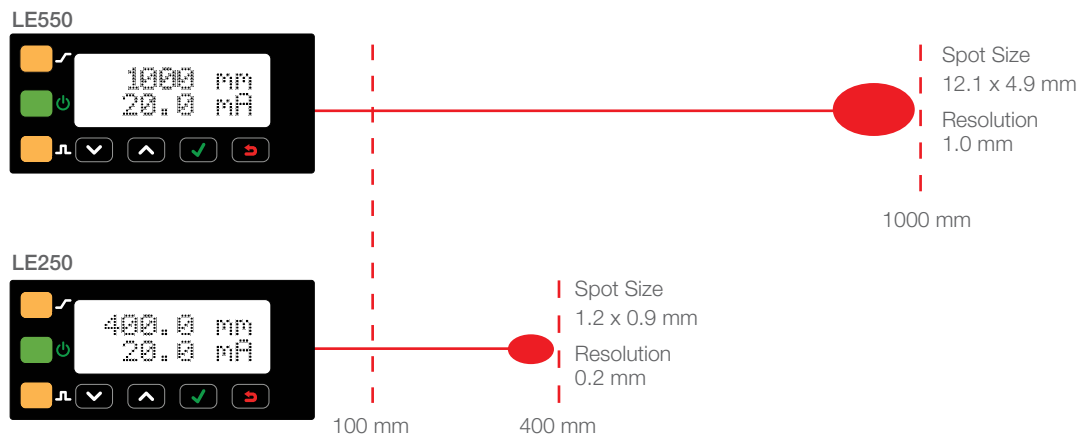 LE550
1000 mm
20.0 mA
Spot Size
12.1 x 4.9 mm
Resolution
1.0 mm
1000 mm
LE250
400.0 mm
20.0 mA
Spot Size
1.2 x 0.9 mm
Resolution
0.2 mm
100 mm
400 mm